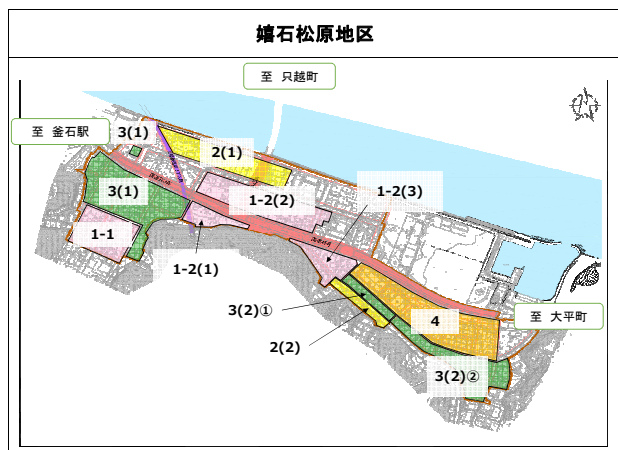 嬉石松原地区
至 只越町
至 釜石駅
3(1)
2(1)
3(1)
1-2(2)
1-2(3)
1-1
1-2(1)
3(2)①
4
至 大平町
2(2)
3(2)②